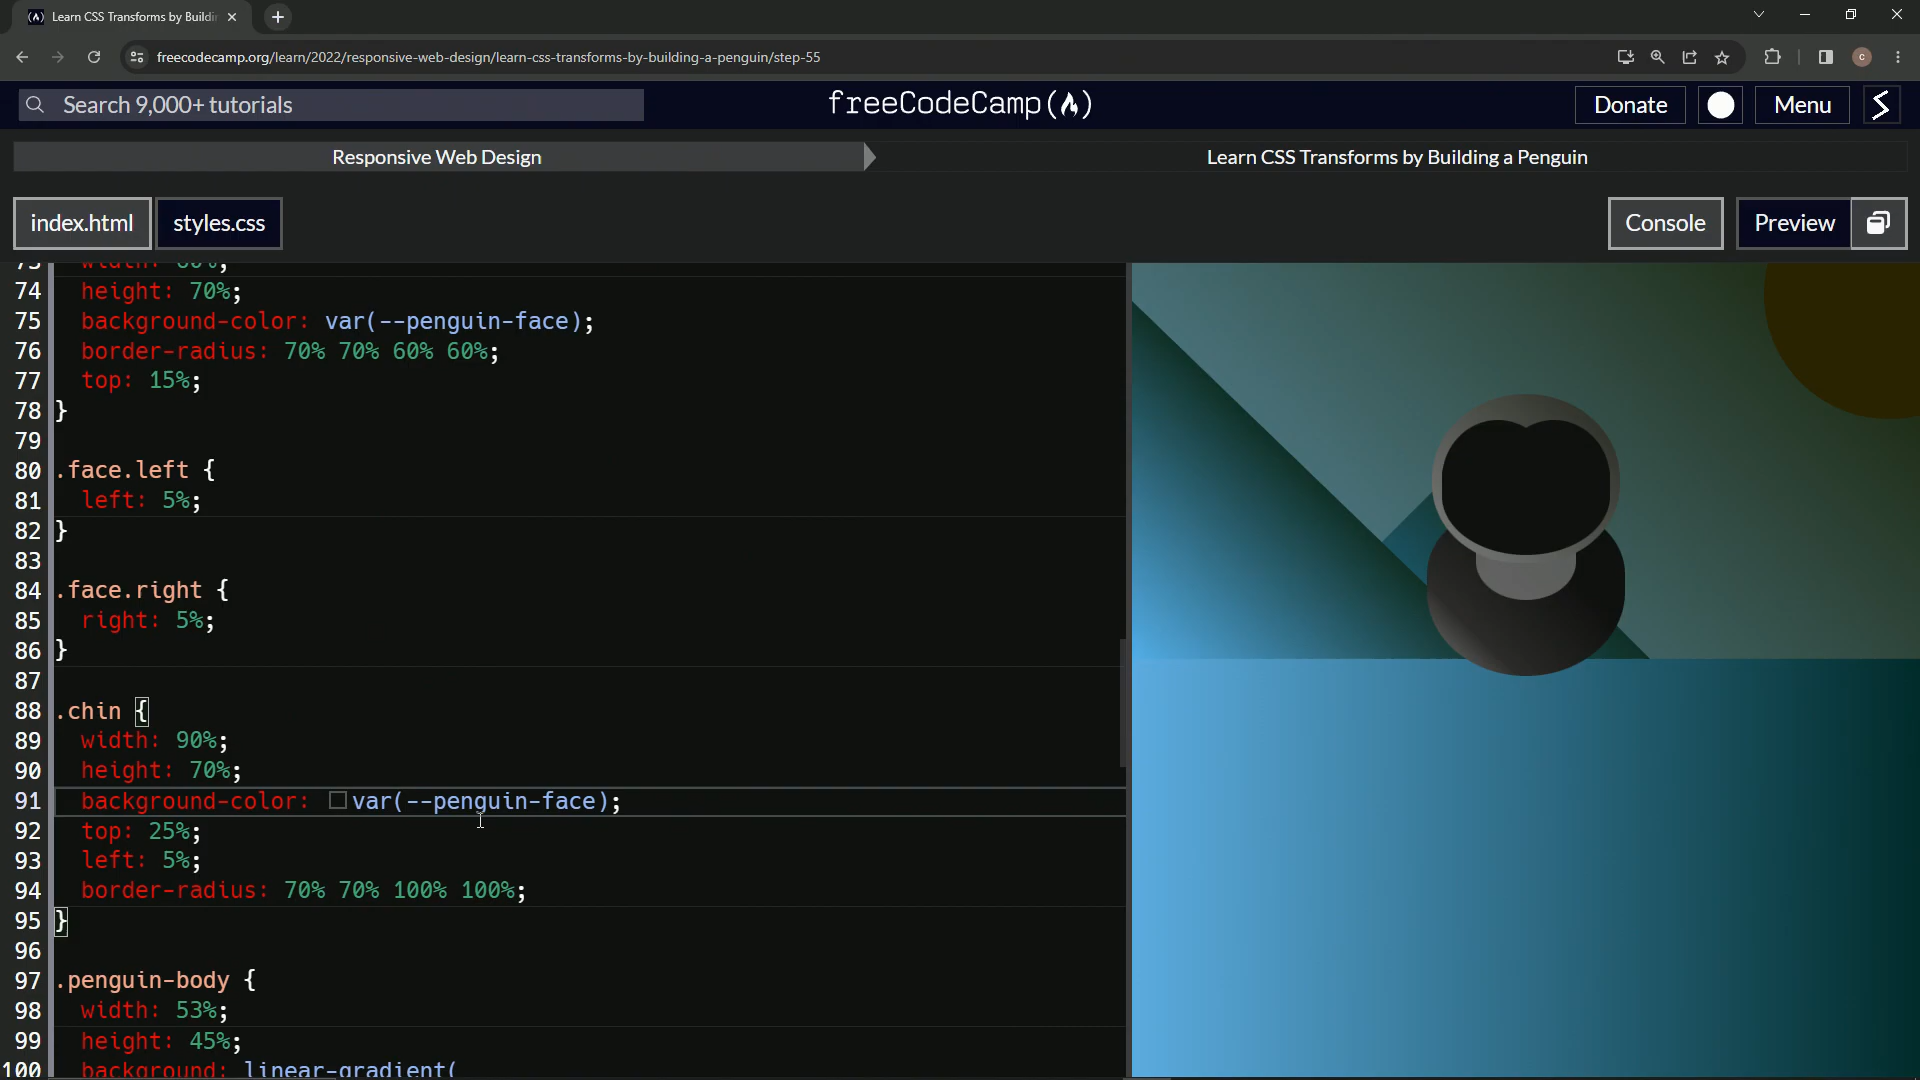 Learn CSS Transforms by Buildin
freecodecamp.org/learn/2022/responsive-web-design/learn-css-transforms-by-building-a-penguin/step-55
C
Search 9,000+ tutorials
freeCodeCamp
Donate
Menu
Responsive Web Design
Learn CSS Transforms by Building a Penguin
index.html
styles.css
Console
Preview
73 width: 60%;
74 height: 70%;
75 background-color: var(--penguin-face);
76 border-radius: 70% 70% 60% 60%;
77 top: 15%;
78 }
79
80 .face.left {
81 left: 5%;
82 }
83
84 .face.right {
85 right: 5%;
86 }
87
88 .chin {
89 width: 90%;
90 height: 70%;
91 background-color: var(--penguin-face);
92 top: 25%;
93 left: 5%;
94 border-radius: 70% 70% 100% 100%;
95 }
96
97 .penguin-body {
98 width: 53%;
99 height: 45%;
100 background: linear-gradient(